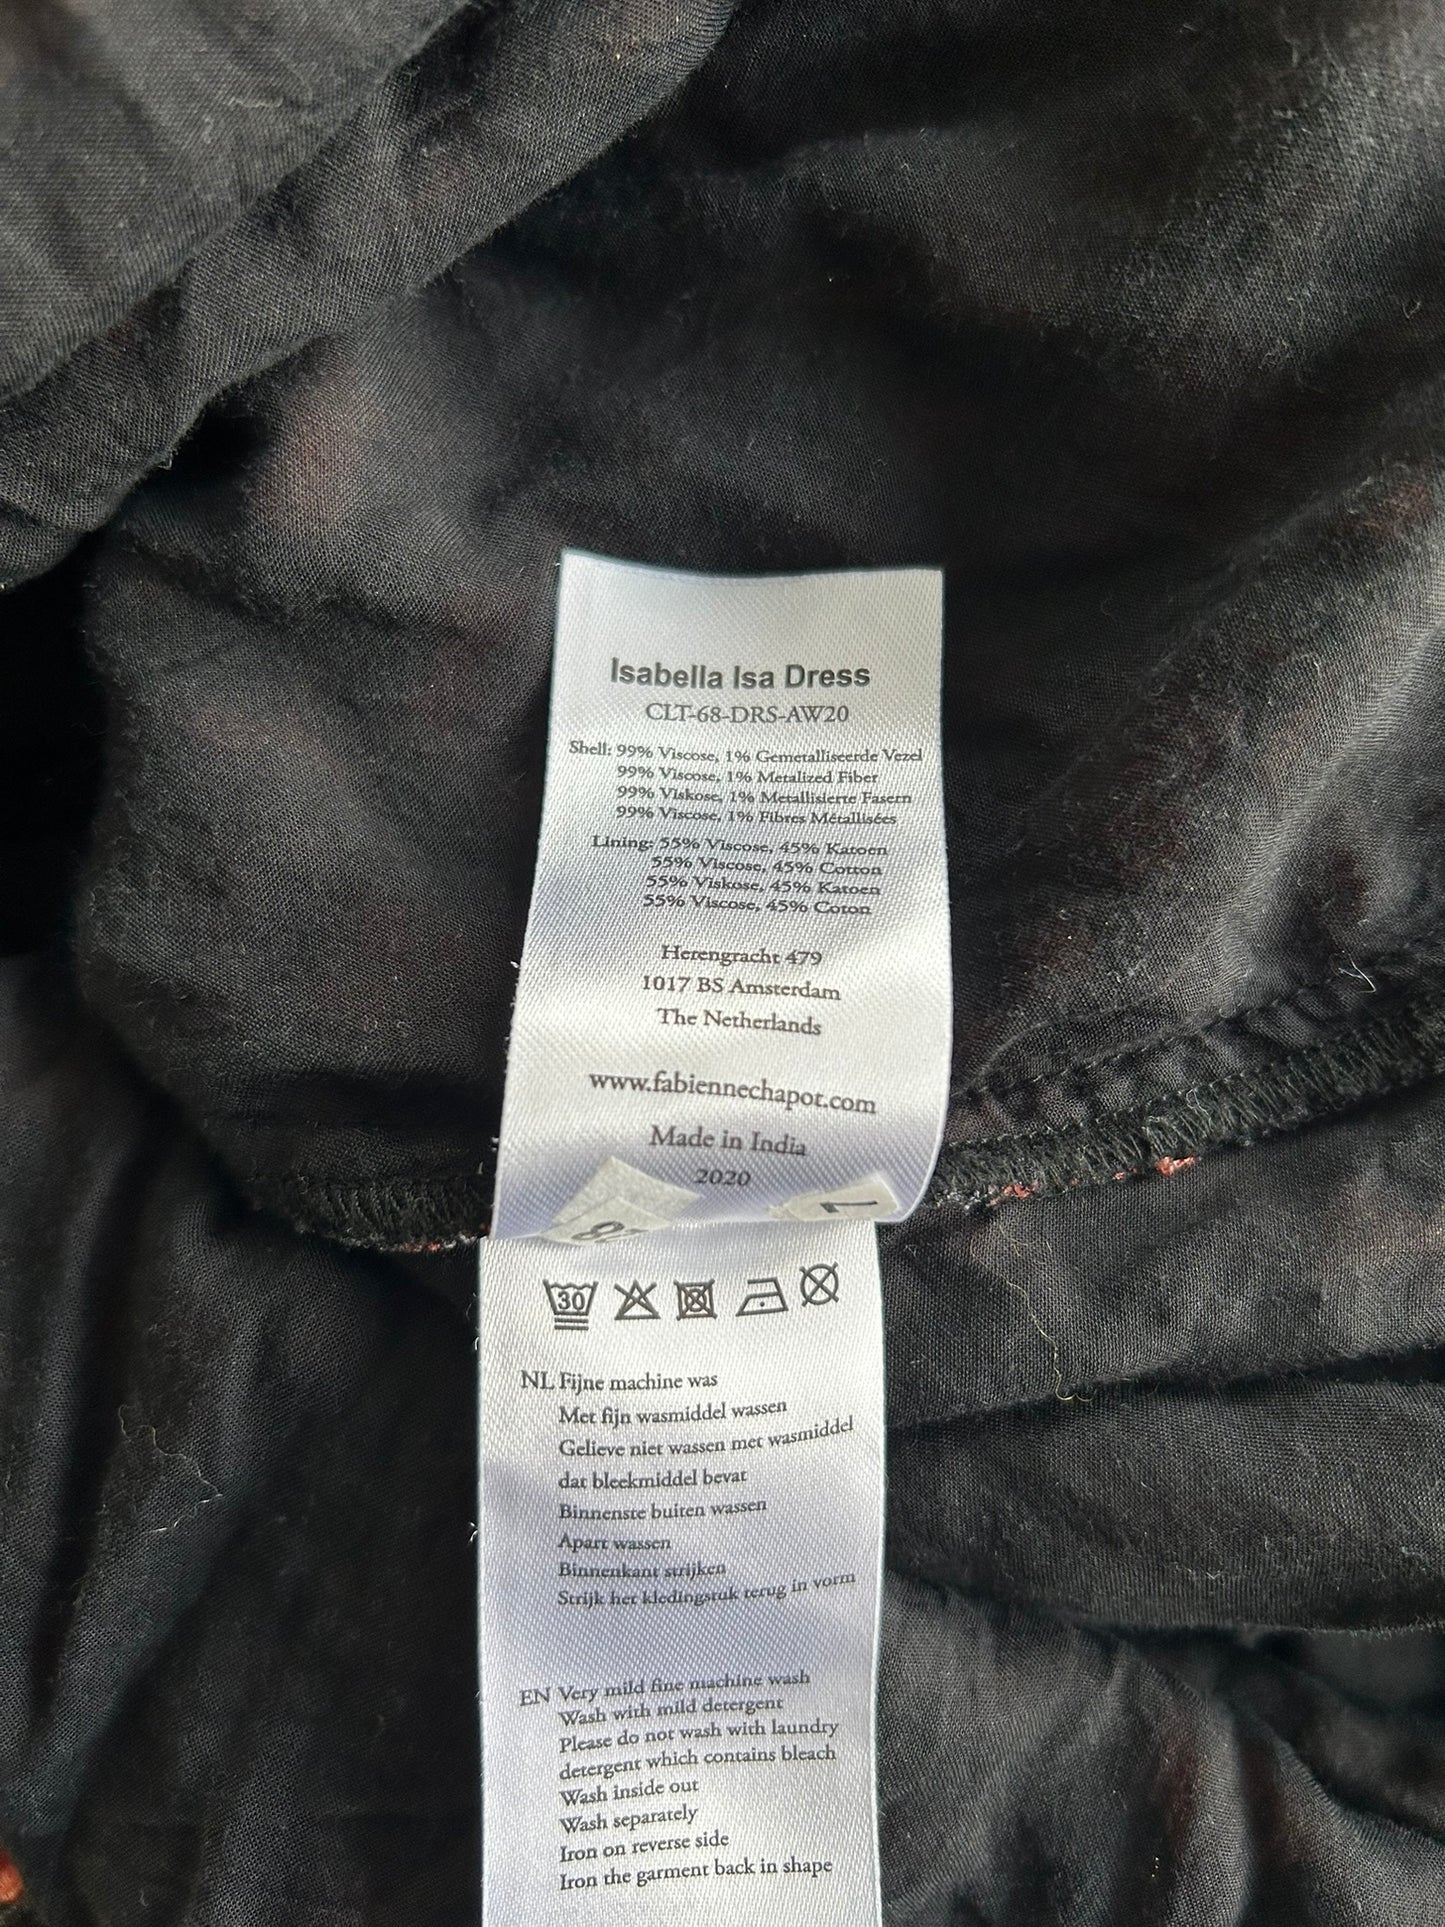 Isabella Isa Dress
CLT-68-DRS-AW20
Shell: 99% Viscose, 1% Gemetalliseerde Vezel
99% Viscose, 1% Metalized Fiber
99% Viskose, 1% Metallisierte Fasern
99% Viscose, 1% Fibres Métallisées
Lining: 55% Viscose, 45% Katoen
55% Viscose, 45% Cotton
55% Viskose, 45% Katoen
55% Viscose, 45% Coton
Herengracht 479
1017 BS Amsterdam
The Netherlands
www.fabiennechapot.com
Made in India
2020
30
NL Fijne machine was
Met fijn wasmiddel wassen
Gelieve niet wassen met wasmiddel
dat bleekmiddel bevat
Binnenste buiten wassen
Apart wassen
Binnenkant strijken
Strijk het kledingstuk terug in vorm
EN Very mild fine machine wash
Wash with mild detergent
Please do not wash with laundry
detergent which contains bleach
Wash inside out
Wash separately
Iron on reverse side
Iron the garment back in shape